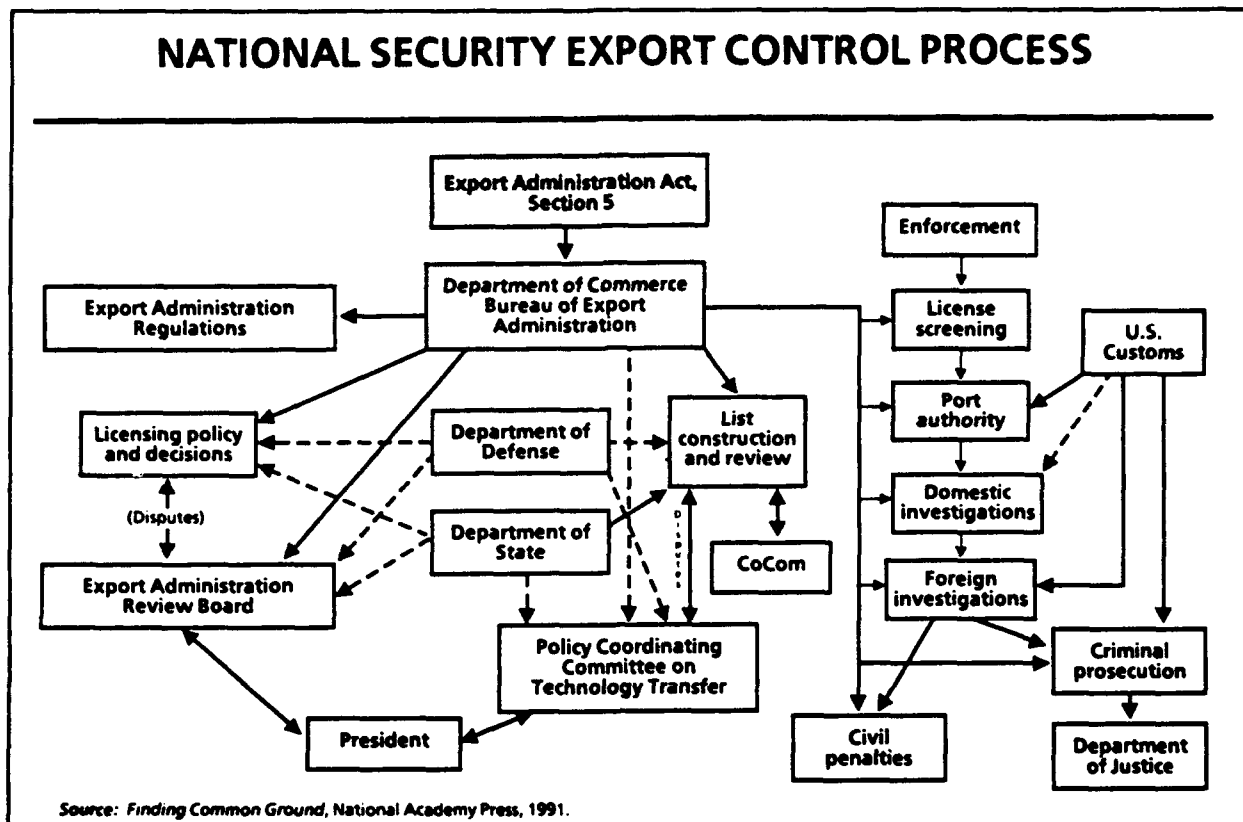 NATIONAL SECURITY EXPORT CONTROL PROCESS
Export Administration Act,
Section 5
Enforcement
Department of Commerce
Bureau of Export
Administration
Export Administration
Regulations
License
screening
U.S.
Customs
Licensing policy
and decisions
Department of
Defense
List
construction
and review
Port
authority
(Disputes)
Domestic
investigations
Department of
State
Disputes
CoCom
Export Administration
Review Board
Foreign
investigations
Policy Coordinating
Committee on
Technology Transfer
Criminal
prosecution
President
Civil
penalties
Department
of Justice
Source: Finding Common Ground, National Academy Press, 1991.